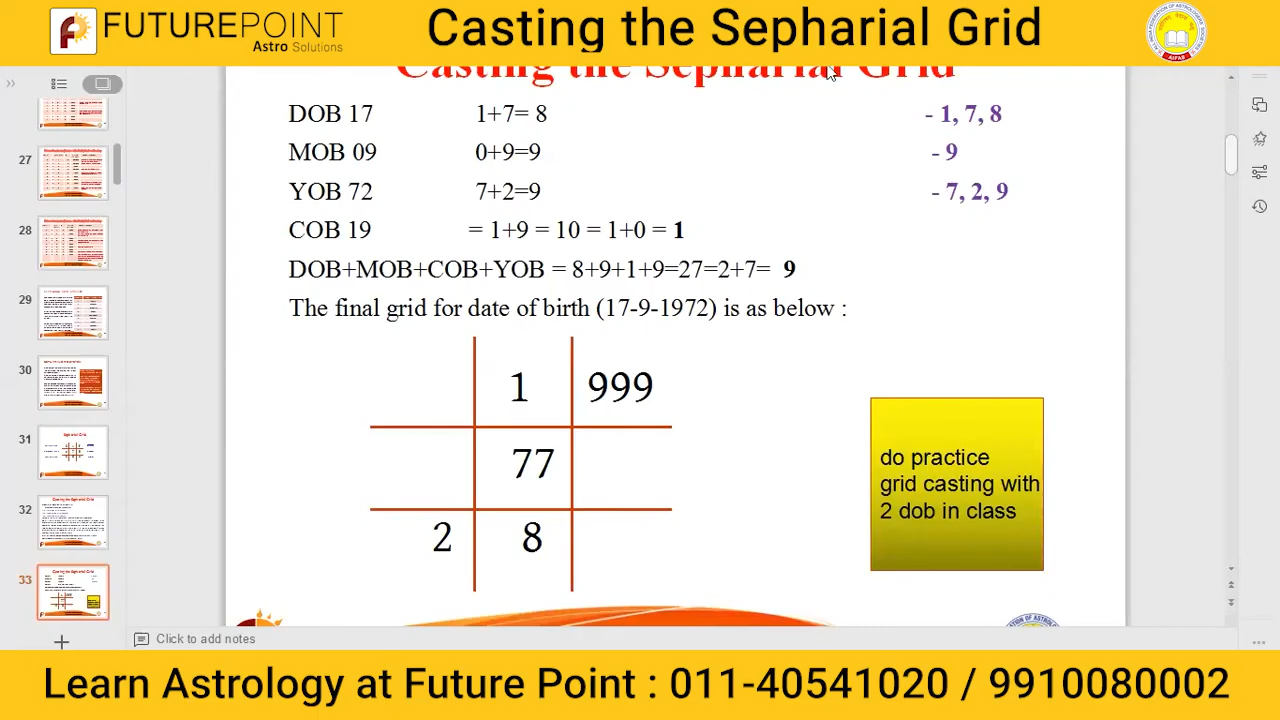 FUTUREPOINT
Astro Solutions
Casting the Sepharial Grid
Casting the Sepharial Grid
DOB 17 1+7= 8 - 1, 7, 8
MOB 09 0+9=9 - 9
YOB 72 7+2=9 - 7, 2, 9
COB 19 = 1+9 = 10 = 1+0 = 1
DOB+MOB+COB+YOB = 8+9+1+9=27=2+7= 9
The final grid for date of birth (17-9-1972) is as below :
1 999
77
2 8
do practice
grid casting with
2 dob in class
27
28
29
30
31
32
33
Click to add notes
Learn Astrology at Future Point : 011-40541020 / 9910080002